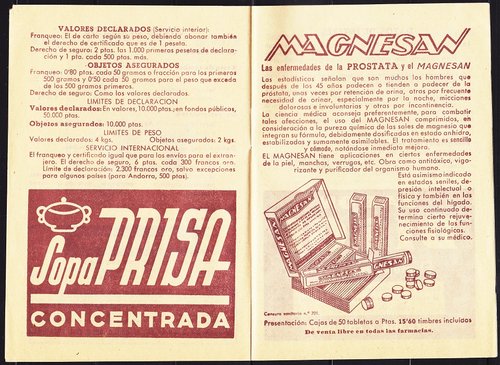 VALORES DECLARADOS (Servicio interior):
Franqueo: El de carta según su peso, debiendo abonar también
el derecho de certificado que es de 1 peseta.
Derecho de seguro: 2 ptas. las 1.000 primeras pesetas de declara-
ción y 1 pta. cada 500 ptas. más.
OBJETOS ASEGURADOS
Franqueo: 0'80 ptas. cada 50 gramos o fracción para los primeros
500 gramos y 0'50 cada 50 gramos para el peso que exceda
de los 500 gramos primeros.
Derecho de seguro: Como los valores declarados.
LIMITES DE DECLARACION
Valores declarados: En valores, 10.000 ptas., en fondos públicos,
50.000 ptas.
Objetos asegurados: 10.000 ptas.
LIMITES DE PESO
Valores declarados: 4 kgs. Objetos asegurados: 2 kgs.
SERVICIO INTERNACIONAL
El franqueo y certificado igual que para los envíos para el extran-
jero. El derecho de seguro, 6 ptas. cada 300 francos oro.
Límite de declaración: 2.300 francos oro, salvo excepciones
para algunos países (para Andorra, 500 ptas).
Sopa PRISA
CONCENTRADA
MAGNESAN
Las enfermedades de la PROSTATA y el MAGNESAN
Las estadísticas señalan que son muchos los hombres que
después de los 45 años padecen o tienden a padecer de la
próstata, unas veces por retención de orina, otras por frecuente
necesidad de orinar, especialmente por la noche, micciones
dolorosas e involuntarias y otras por incontinencia.
La ciencia médica aconseja preferentemente, para combatir
tales afecciones el uso del MAGNESAN comprimidos, en
consideración a la pureza química de las sales de magnesio que
integran su fórmula, debidamente dosificadas en estado anhidro,
estabilizadas y sumamente asimilables. El tratamiento es sencillo
y cómodo, notándose inmediata mejoría.
El MAGNESAN tiene aplicaciones en ciertas enfermedades
de la piel, manchas, verrugas, etc. Obra como antitóxico, vigo-
rizante y purificador del organismo humano.
Está asimismo indicado
en estados seniles, de-
presión intelectual o
física y también en las
funciones del hígado.
Su uso continuado de-
termina cierto rejuve-
necimiento de las fun-
ciones fisiológicas.
Consulte a su médico.
MAGNESAN
MAGNESAN
MAGNESAN
Censura sanitaria n.° 701.
Presentación: Cajas de 50 tabletas a Ptas. 15'60 timbres incluidos
De venta libre en todas las farmacias.